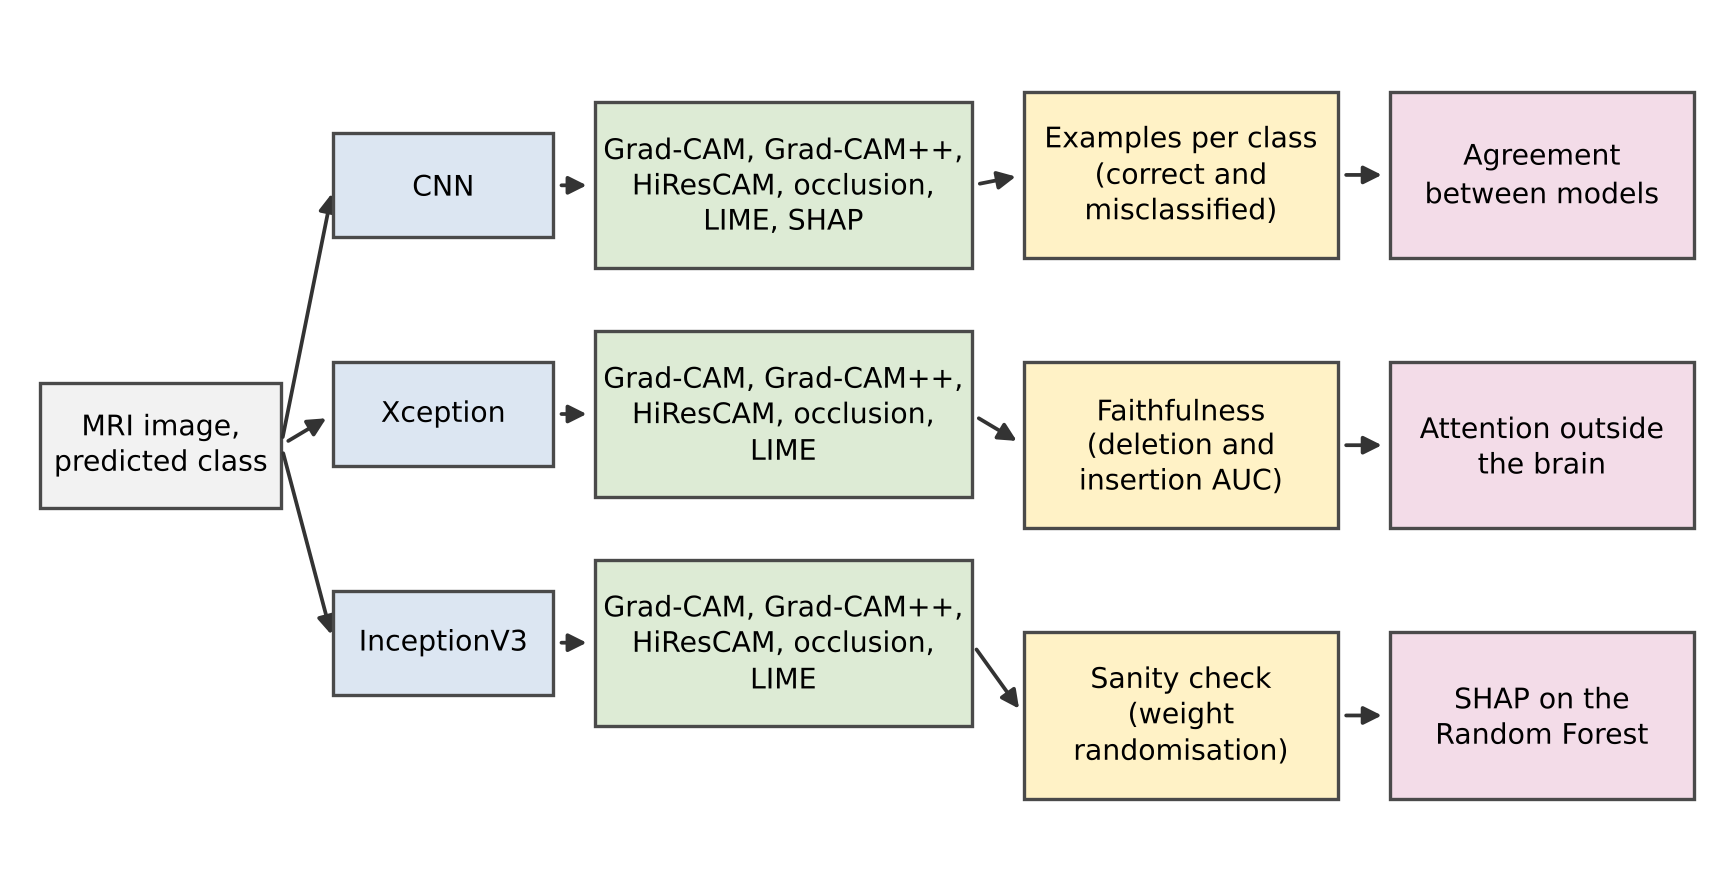 MRI image,
predicted class
CNN
Grad-CAM, Grad-CAM++,
HiResCAM, occlusion,
LIME, SHAP
Examples per class
(correct and
misclassified)
Agreement
between models
Xception
Grad-CAM, Grad-CAM++,
HiResCAM, occlusion,
LIME
Faithfulness
(deletion and
insertion AUC)
Attention outside
the brain
InceptionV3
Grad-CAM, Grad-CAM++,
HiResCAM, occlusion,
LIME
Sanity check
(weight
randomisation)
SHAP on the
Random Forest